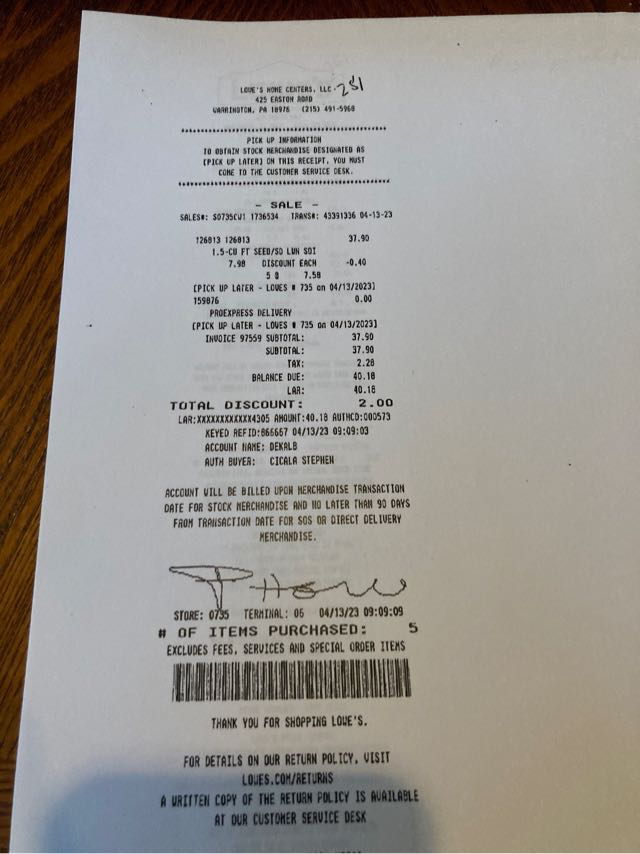 LOWE'S HOME CENTERS, LLC. 281
425 EASTON ROAD
WARRINGTON, PA 18976 (215) 491-5960
PICK UP INFORMATION
TO OBTAIN STOCK MERCHANDISE DESIGNATED AS
[PICK UP LATER] ON THIS RECEIPT, YOU MUST
COME TO THE CUSTOMER SERVICE DESK.
- SALE -
SALES#: S0735CW1 1736534 TRANS#: 43391336 04-13-23
126813 126813 37.90
1.5-CU FT SEED/SD LWN SOI
7.98 DISCOUNT EACH -0.40
5 @ 7.58
[PICK UP LATER - LOWES # 735 on 04/13/2023]
159876 0.00
PROEXPRESS DELIVERY
[PICK UP LATER - LOWES # 735 on 04/13/2023]
INVOICE 97559 SUBTOTAL: 37.90
SUBTOTAL: 37.90
TAX: 2.28
BALANCE DUE: 40.18
LAR: 40.18
TOTAL DISCOUNT: 2.00
LAR:XXXXXXXXXXXX4305 AMOUNT:40.18 AUTHCD:000573
KEYED REFID:866667 04/13/23 09:09:03
ACCOUNT NAME: DEKALB
AUTH BUYER: CICALA STEPHEN
ACCOUNT WILL BE BILLED UPON MERCHANDISE TRANSACTION
DATE FOR STOCK MERCHANDISE AND NO LATER THAN 90 DAYS
FROM TRANSACTION DATE FOR SOS OR DIRECT DELIVERY
MERCHANDISE.
STORE: 0735 TERMINAL: 06 04/13/23 09:09:09
# OF ITEMS PURCHASED: 5
EXCLUDES FEES, SERVICES AND SPECIAL ORDER ITEMS
THANK YOU FOR SHOPPING LOWE'S.
FOR DETAILS ON OUR RETURN POLICY, VISIT
LOWES.COM/RETURNS
A WRITTEN COPY OF THE RETURN POLICY IS AVAILABLE
AT OUR CUSTOMER SERVICE DESK